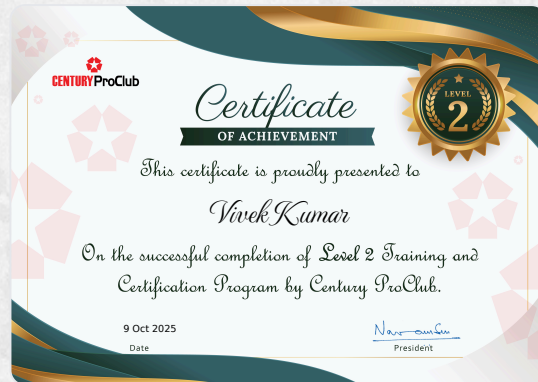 CENTURY ProClub
Certificate
OF ACHIEVEMENT
LEVEL
2
This certificate is proudly presented to
Vivek Kumar
On the successful completion of Level 2 Training and
Certification Program by Century ProClub.
9 Oct 2025
Date
President